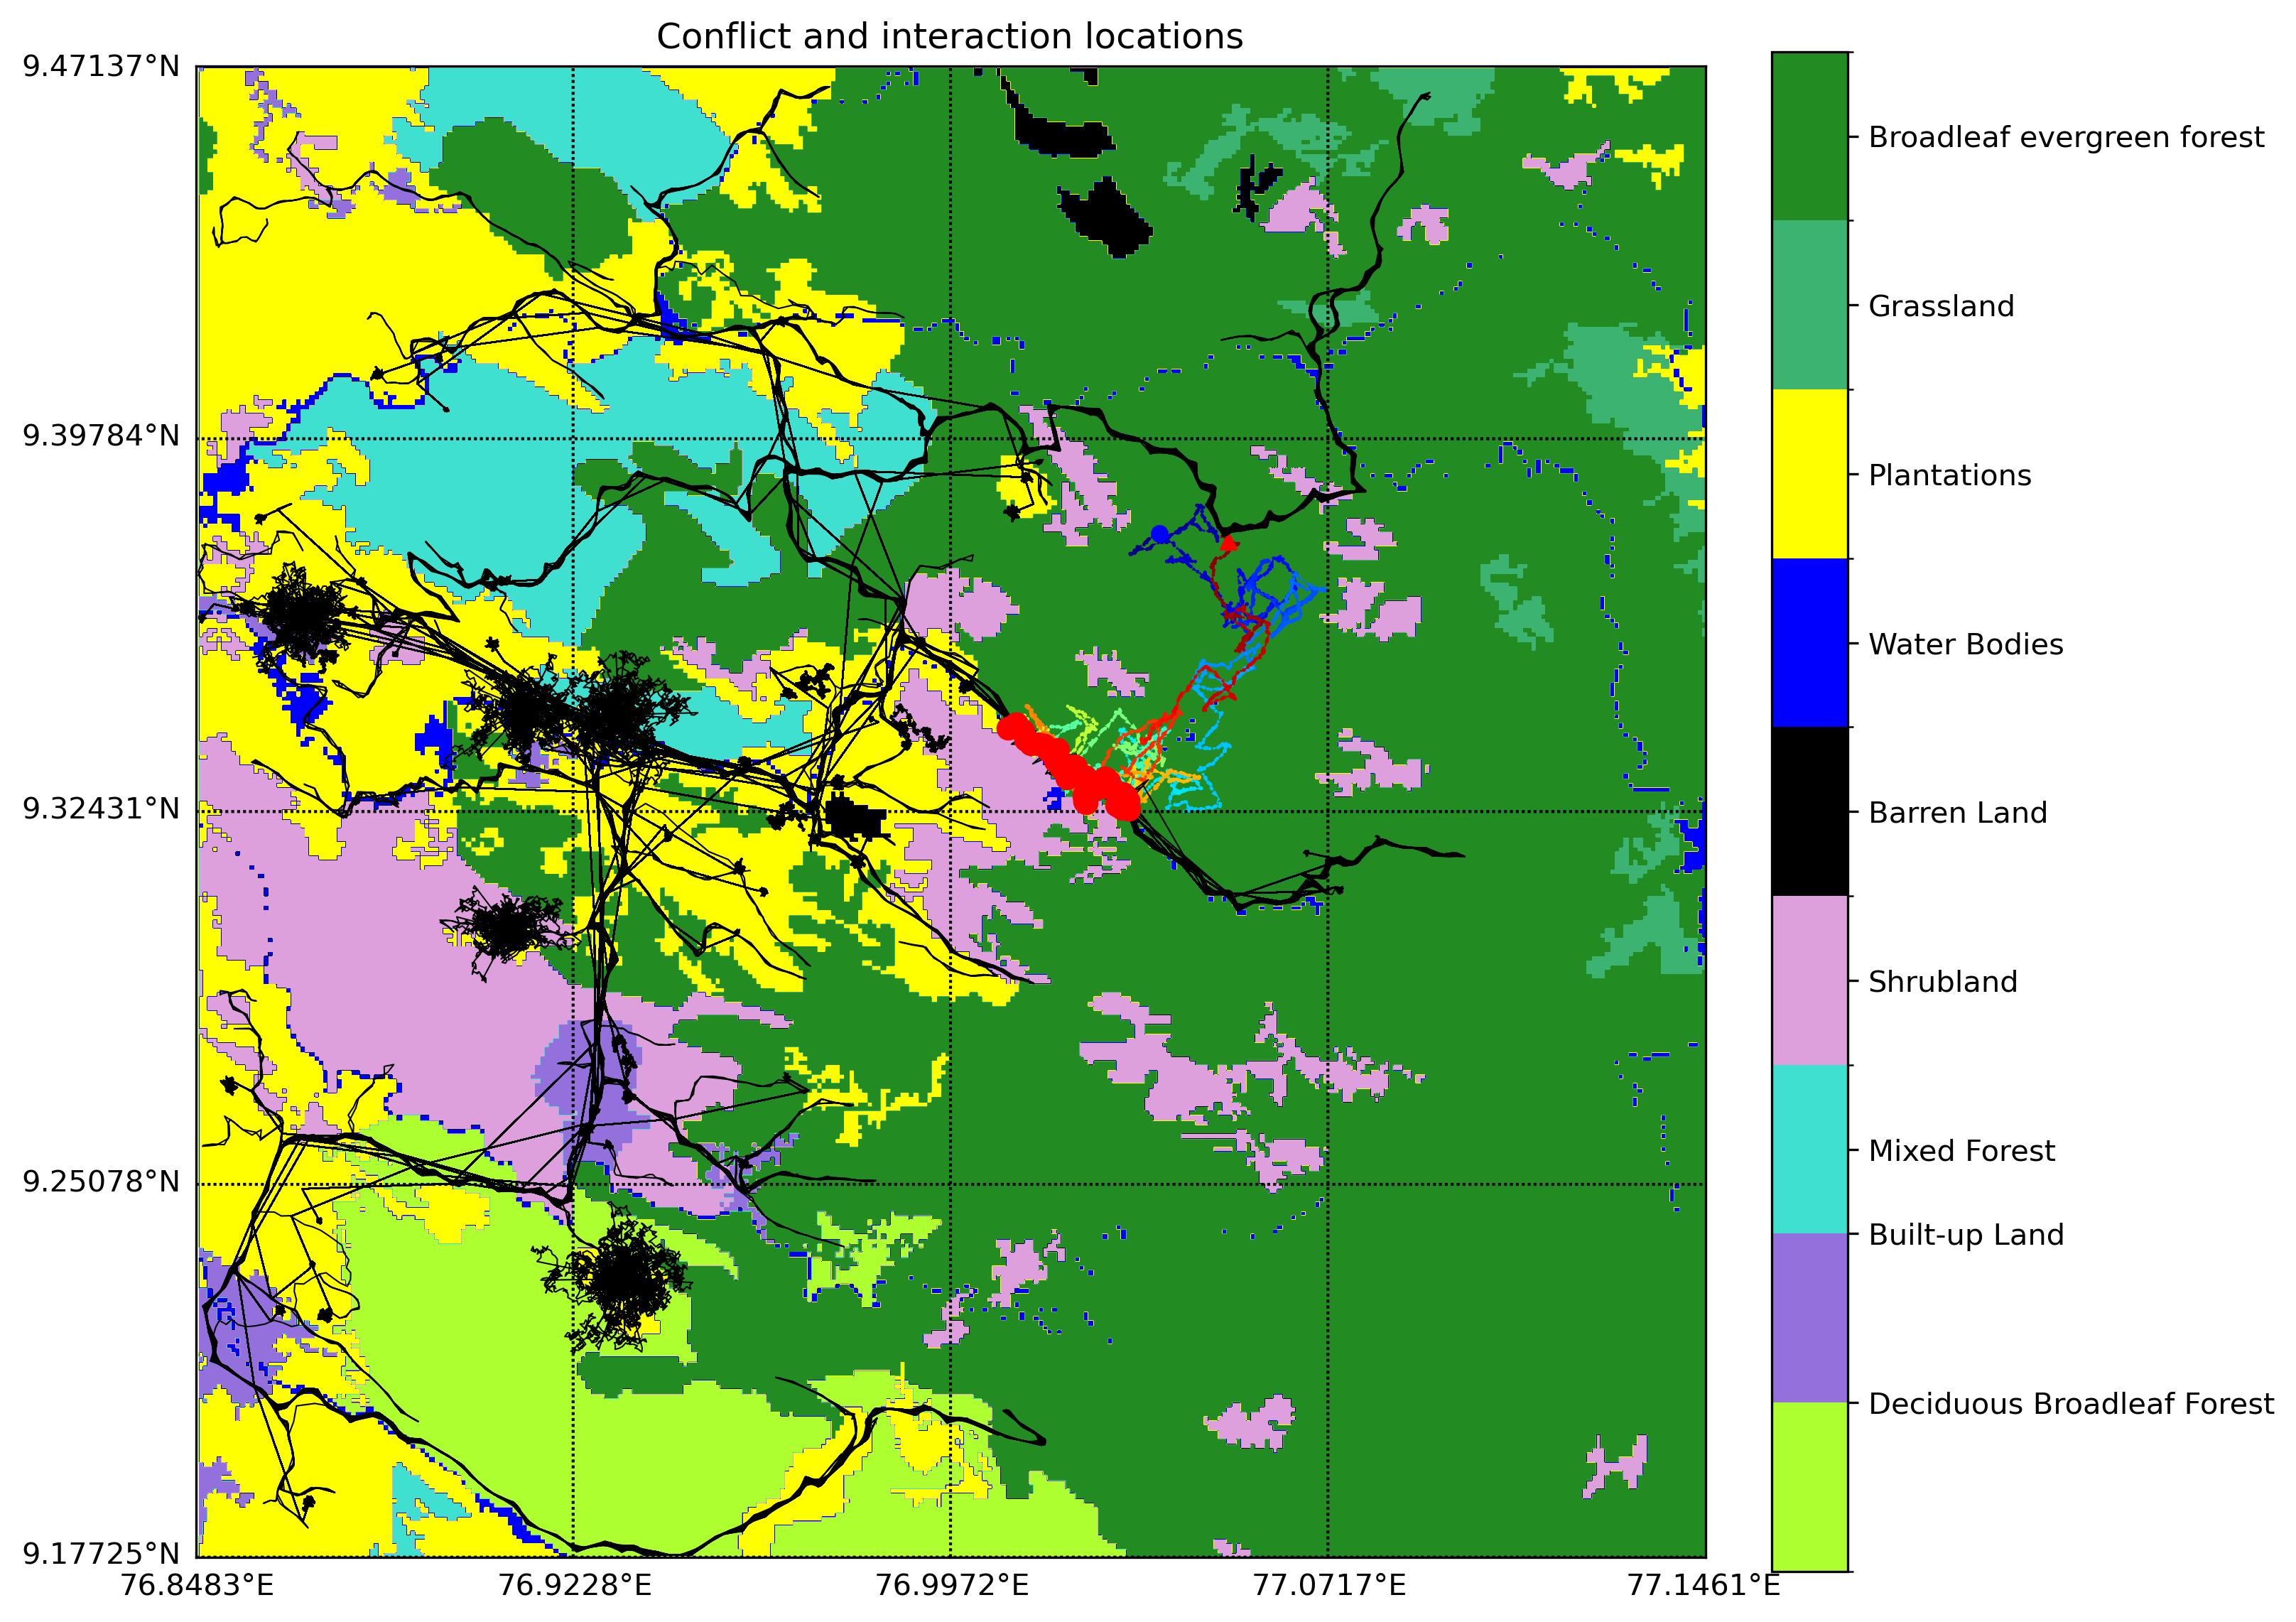 Conflict and interaction locations
9.47137°N
9.39784°N
9.32431°N
9.25078°N
9.17725°N
76.8483°E
76.9228°E
76.9972°E
77.0717°E
77.1461°E
Broadleaf evergreen forest
Grassland
Plantations
Water Bodies
Barren Land
Shrubland
Mixed Forest
Built-up Land
Deciduous Broadleaf Forest